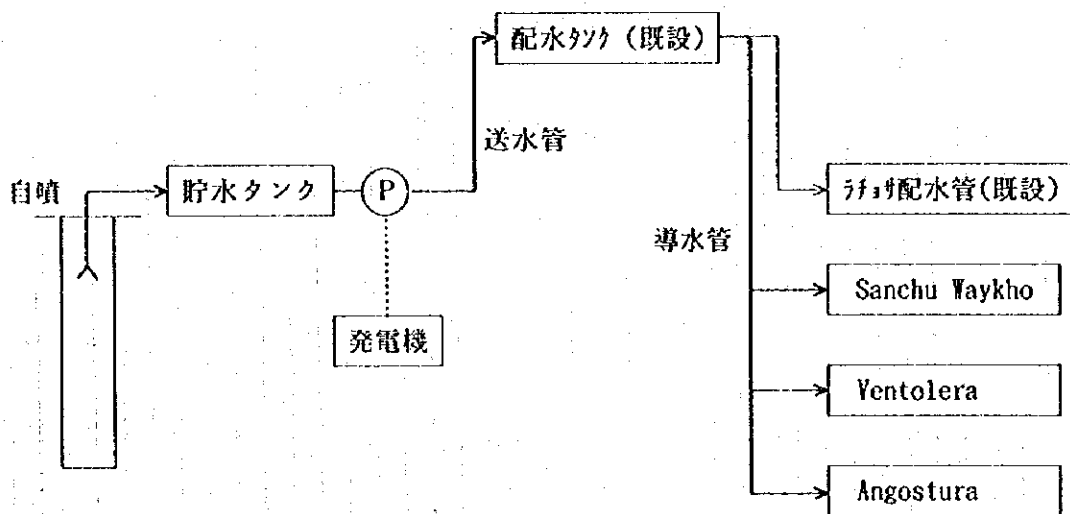 配水タンク (既設)
送水管
自噴
貯水タンク
P
ラチョサ配水管(既設)
導水管
Sanchu Waykho
発電機
Ventolera
Angostura